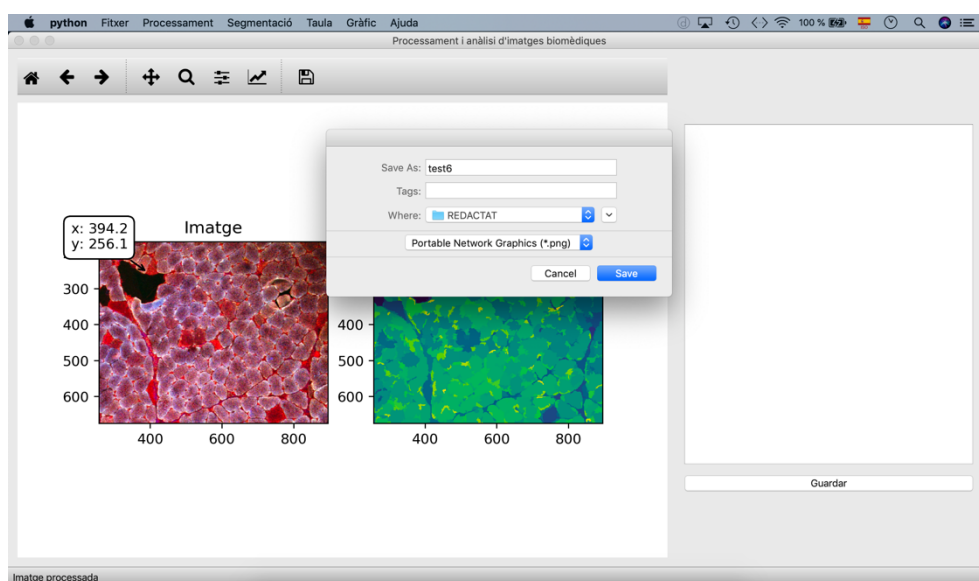 python Fitxer Processament Segmentació Taula Gràfic Ajuda 100 %
Processament i anàlisi d'imatges biomèdiques
Save As: test6
Tags:
Where: REDACTAT
Portable Network Graphics (*.png)
Cancel Save
x: 394.2
y: 256.1
Imatge
300
400
500
600
400 600 800
400
500
600
400 600 800
Guardar
Imatge processada